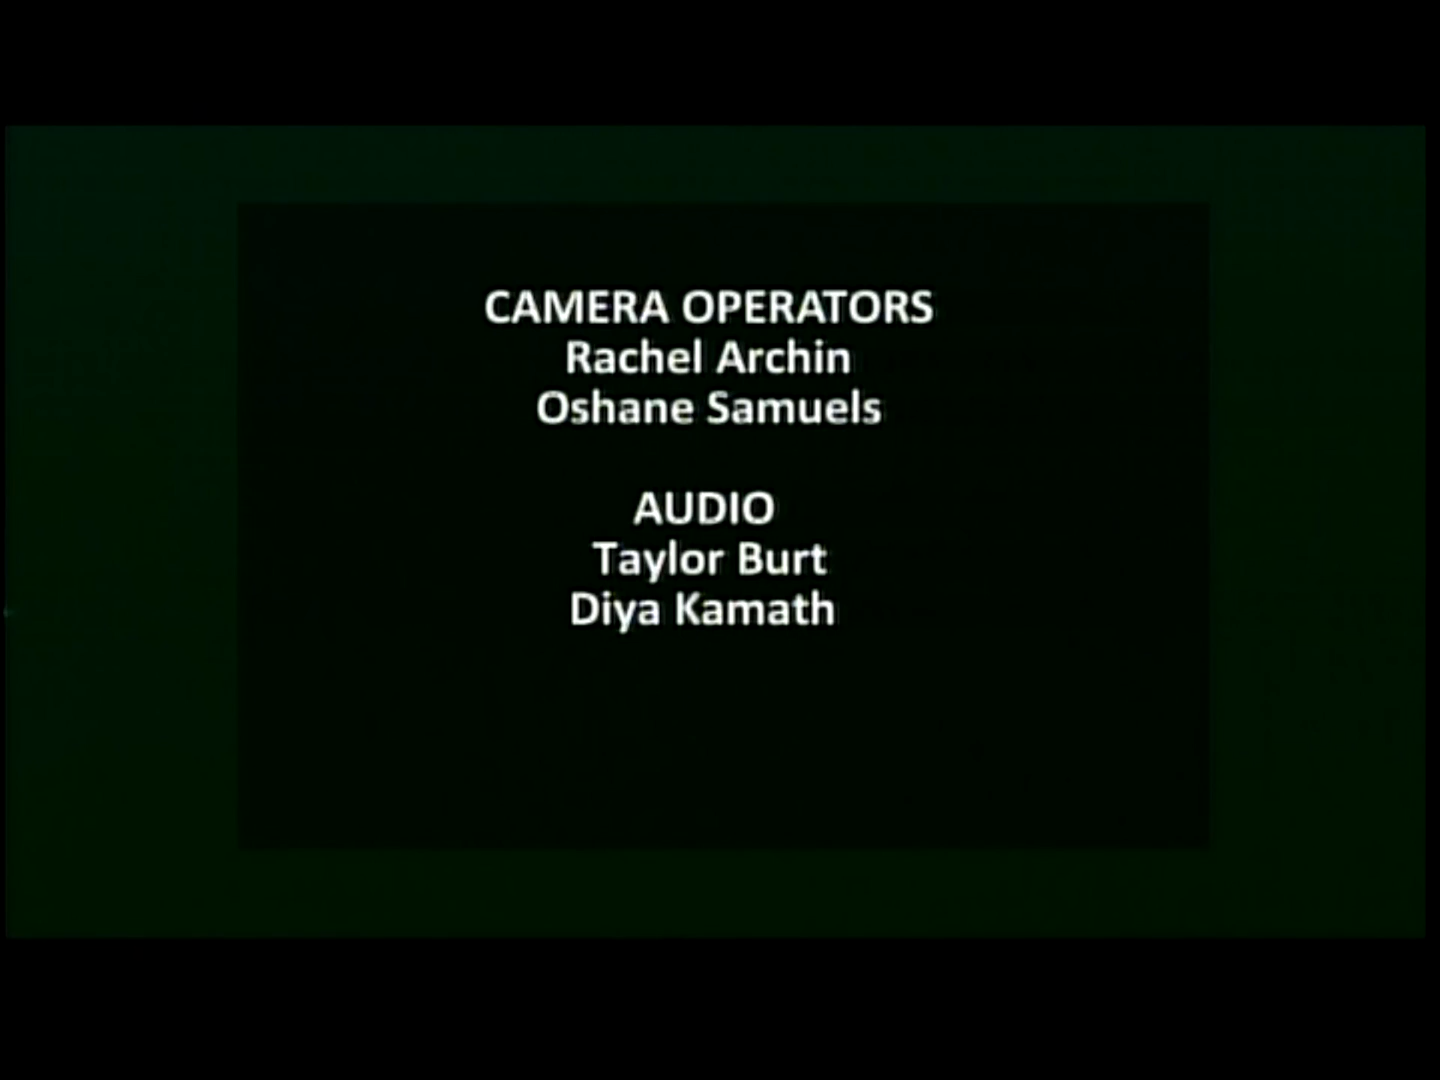 CAMERA OPERATORS
Rachel Archin
Oshane Samuels
AUDIO
Taylor Burt
Diya Kamath